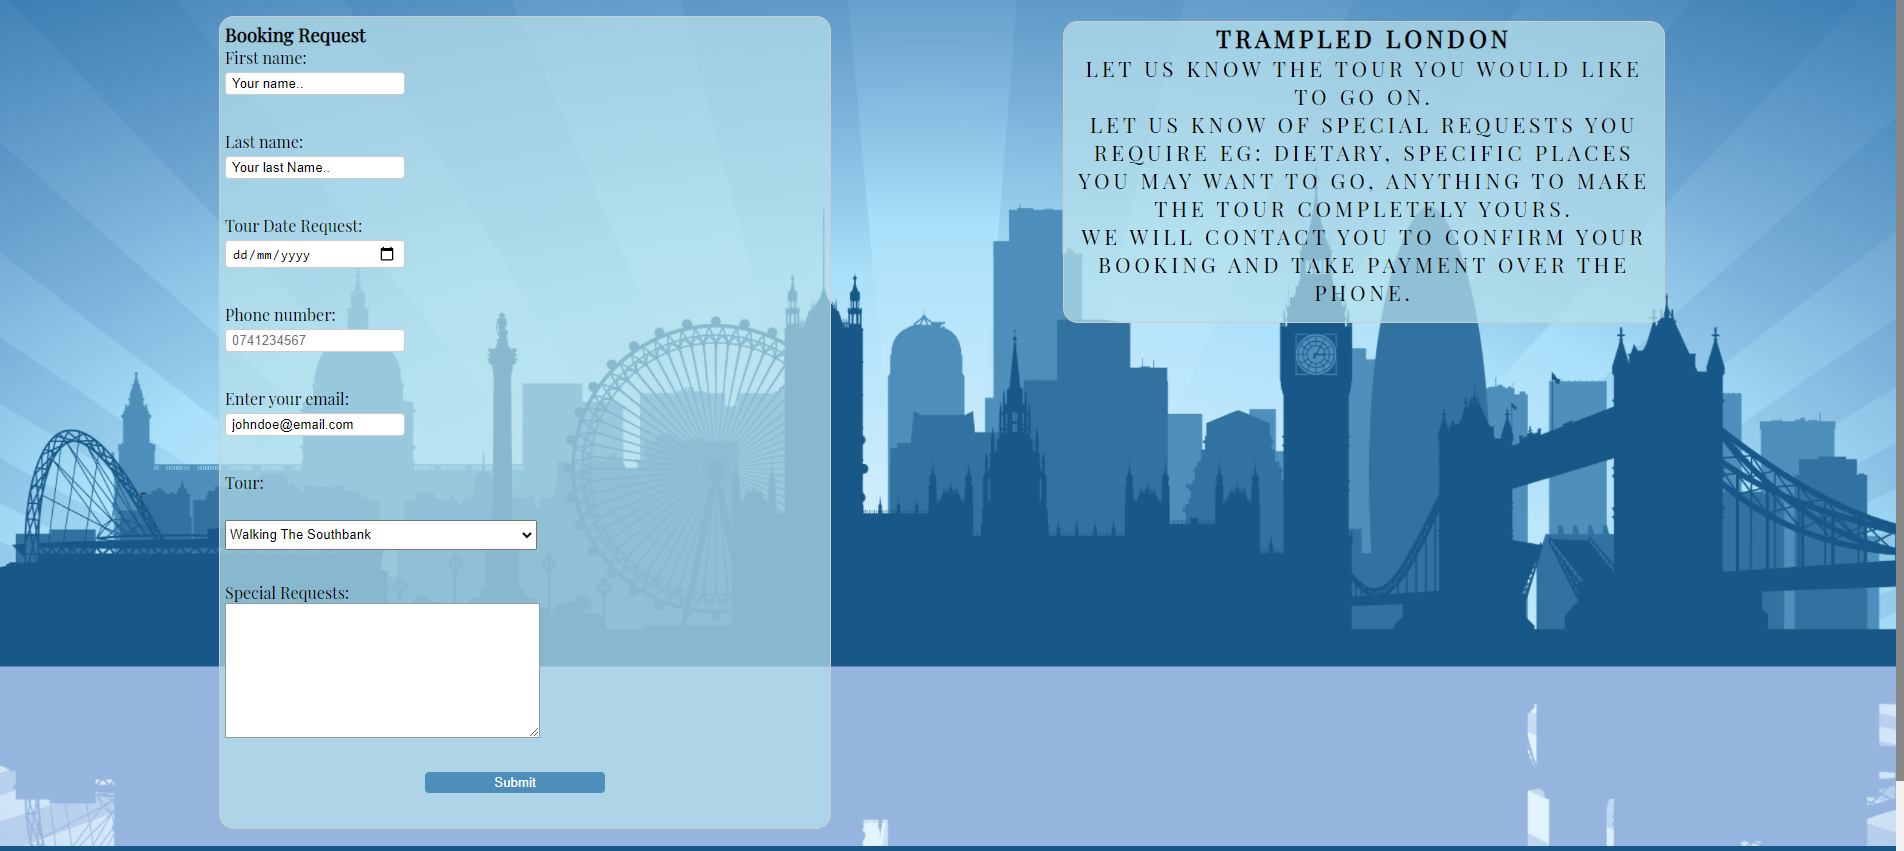 Booking Request
First name:
Your name..
Last name:
Your last Name..
Tour Date Request:
dd/mm/yyyy
Phone number:
0741234567
Enter your email:
johndoe@email.com
Tour:
Walking The Southbank
Special Requests:
Submit
TRAMPLED LONDON
LET US KNOW THE TOUR YOU WOULD LIKE
TO GO ON.
LET US KNOW OF SPECIAL REQUESTS YOU
REQUIRE EG: DIETARY, SPECIFIC PLACES
YOU MAY WANT TO GO, ANYTHING TO MAKE
THE TOUR COMPLETELY YOURS.
WE WILL CONTACT YOU TO CONFIRM YOUR
BOOKING AND TAKE PAYMENT OVER THE
PHONE.